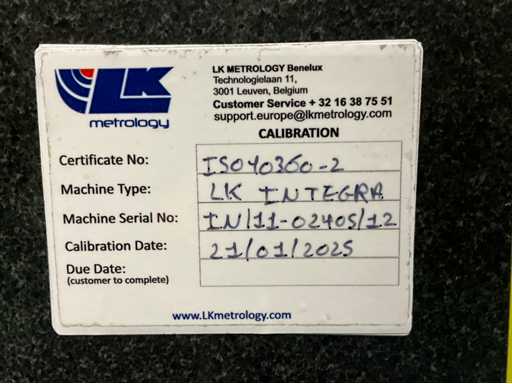 LK
metrology
LK METROLOGY Benelux
Technologielaan 11,
3001 Leuven, Belgium
Customer Service + 32 16 38 75 51
support.europe@lkmetrology.com
CALIBRATION
Certificate No: ISO10360-2
Machine Type: LK INTEGRA
Machine Serial No: IN/11-02405/12
Calibration Date: 21/01/2025
Due Date:
(customer to complete)
www.LKmetrology.com